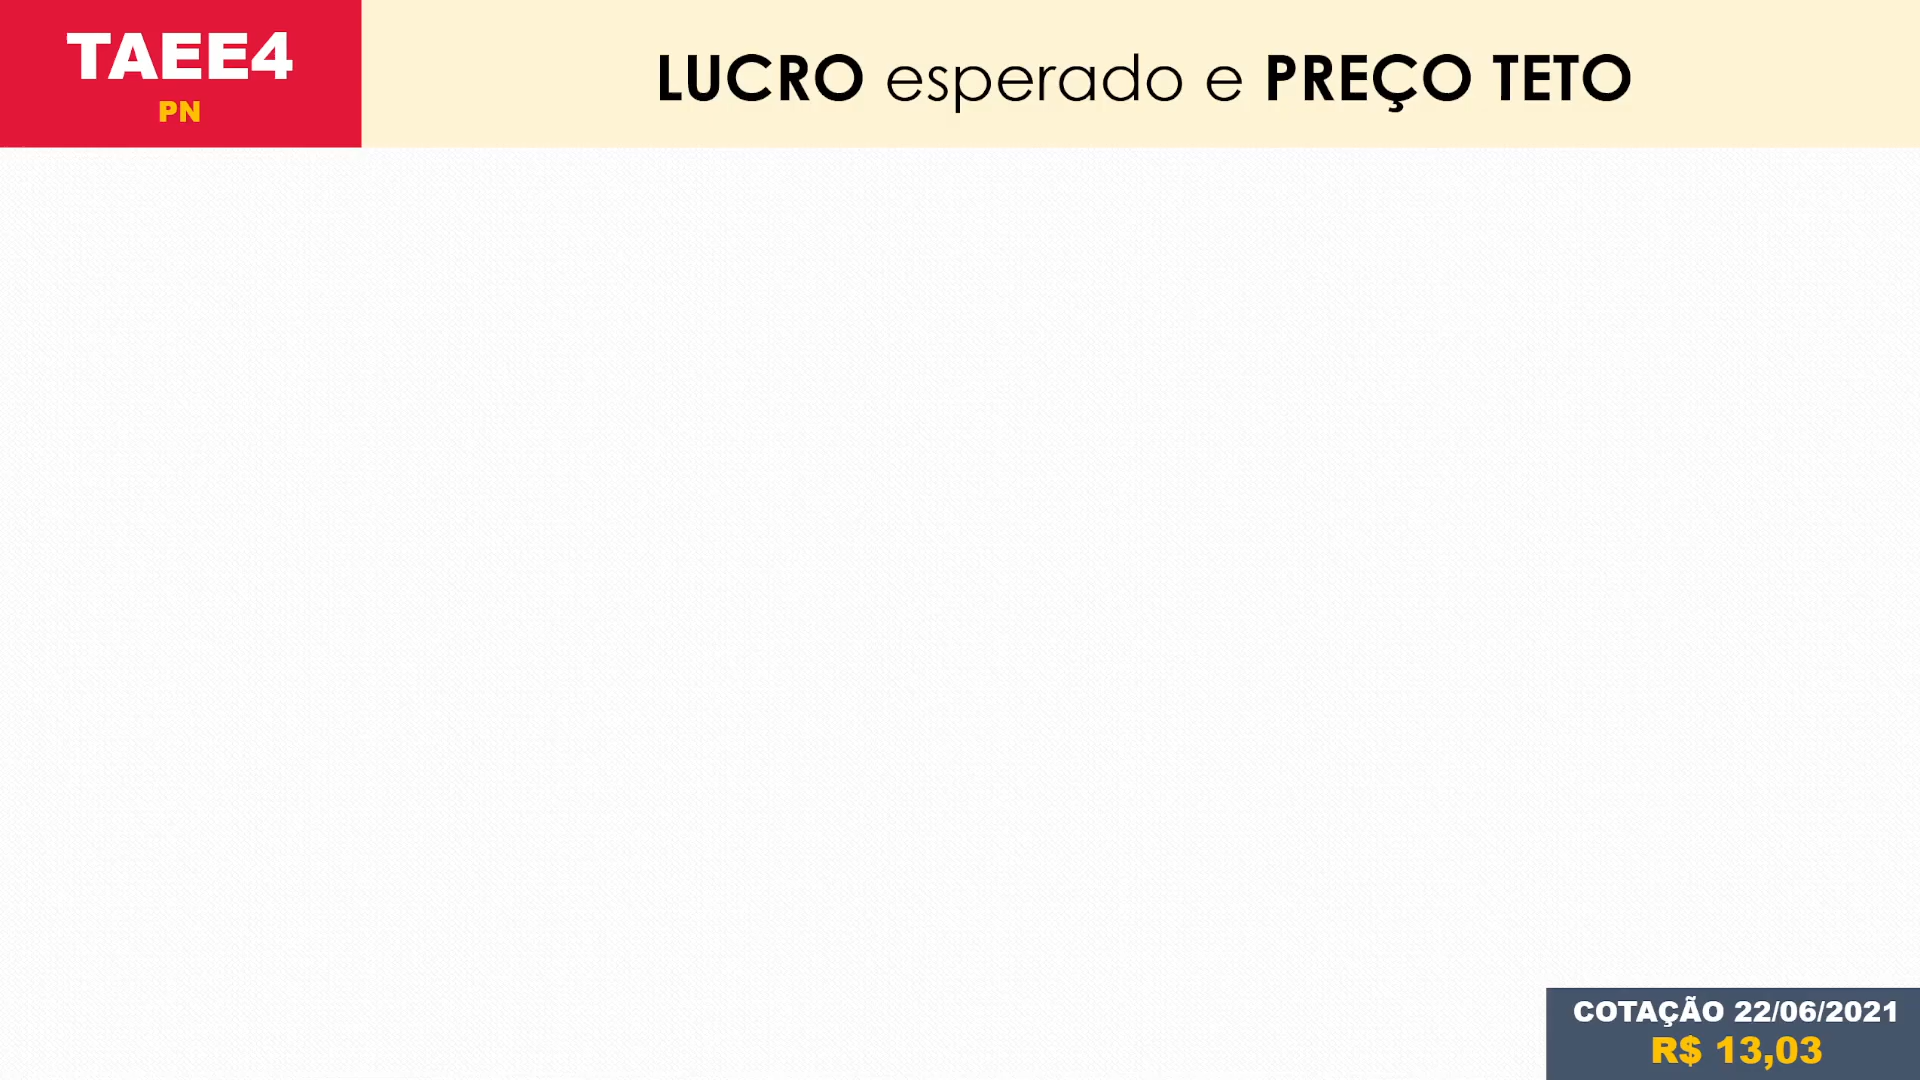 TAEE4
PN
LUCRO esperado e PREÇO TETO
COTAÇÃO 22/06/2021
R$ 13,03